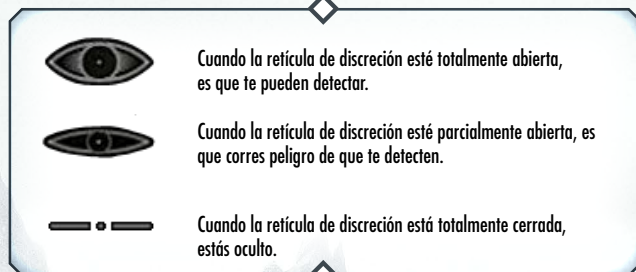 Cuando la retícula de discreción esté totalmente abierta,
es que te pueden detectar.
Cuando la retícula de discreción esté parcialmente abierta, es
que corres peligro de que te detecten.
Cuando la retícula de discreción está totalmente cerrada,
estás oculto.